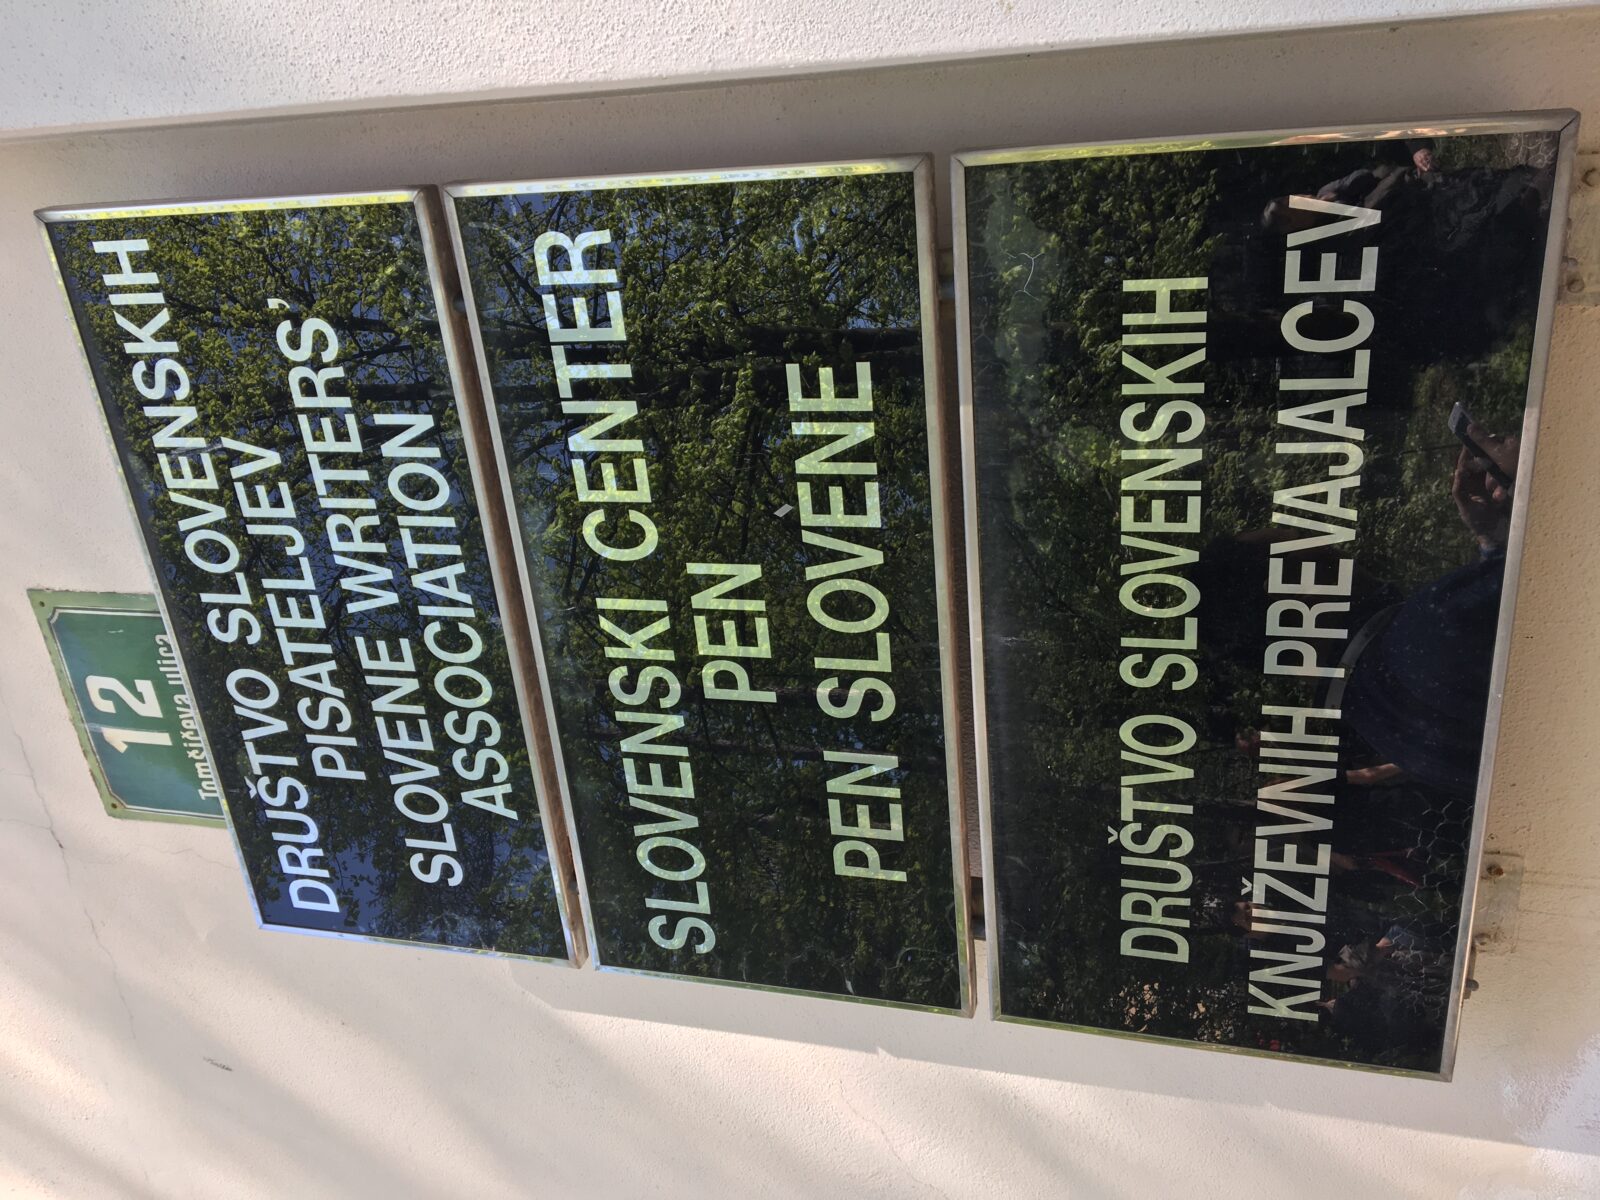 12
Tomšičeva ulica
DRUŠTVO SLOVENSKIH
PISATELJEV
SLOVENE WRITERS'
ASSOCIATION
SLOVENSKI CENTER
PEN
PEN SLOVÈNE
DRUŠTVO SLOVENSKIH
KNJIŽEVNIH PREVAJALCEV